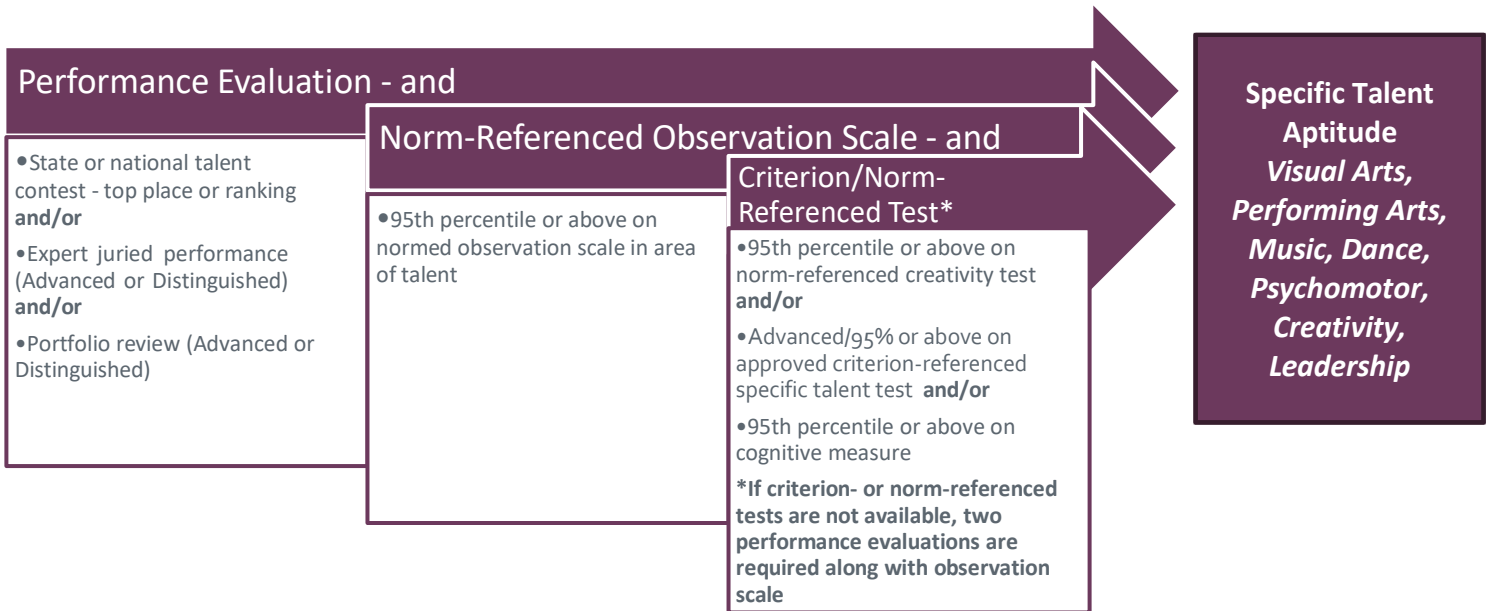 Performance Evaluation - and
•State or national talent
contest - top place or ranking
and/or
•Expert juried performance
(Advanced or Distinguished)
and/or
•Portfolio review (Advanced or
Distinguished)
Norm-Referenced Observation Scale - and
•95th percentile or above on
normed observation scale in area
of talent
Criterion/Norm-
Referenced Test*
•95th percentile or above on
norm-referenced creativity test
and/or
•Advanced/95% or above on
approved criterion-referenced
specific talent test and/or
•95th percentile or above on
cognitive measure
*If criterion- or norm-referenced
tests are not available, two
performance evaluations are
required along with observation
scale
Specific Talent
Aptitude
Visual Arts,
Performing Arts,
Music, Dance,
Psychomotor,
Creativity,
Leadership